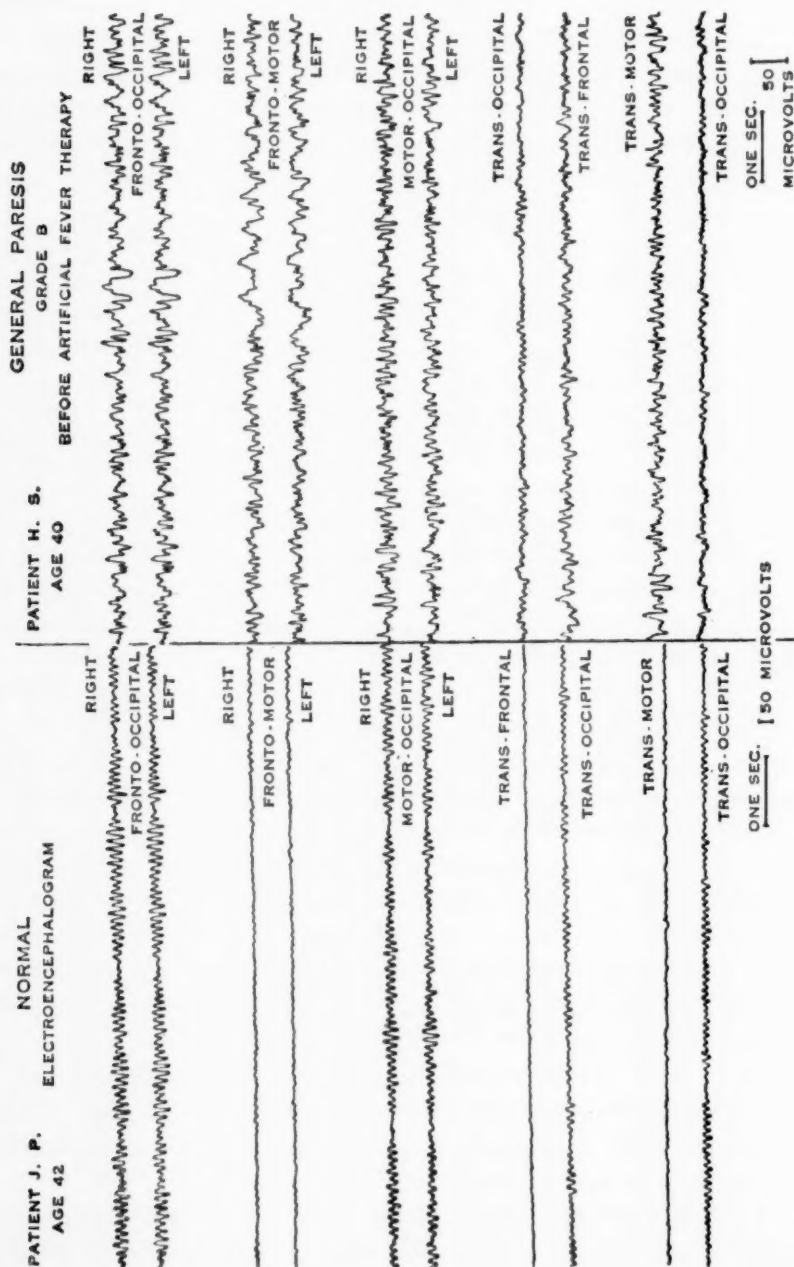 PATIENT J. P.
AGE 42
NORMAL
ELECTROENCEPHALOGRAM
RIGHT
FRONTO-OCCIPITAL
LEFT
RIGHT
FRONTO-MOTOR
LEFT
RIGHT
MOTOR-OCCIPITAL
LEFT
TRANS-FRONTAL
TRANS-OCCIPITAL
TRANS-MOTOR
TRANS-OCCIPITAL
ONE SEC.
50 MICROVOLTS
PATIENT H. S.
AGE 40
GENERAL PARESIS
GRADE B
BEFORE ARTIFICIAL FEVER THERAPY
RIGHT
FRONTO-OCCIPITAL
LEFT
RIGHT
FRONTO-MOTOR
LEFT
RIGHT
MOTOR-OCCIPITAL
LEFT
TRANS-OCCIPITAL
TRANS-FRONTAL
TRANS-MOTOR
TRANS-OCCIPITAL
ONE SEC. 50
MICROVOLTS